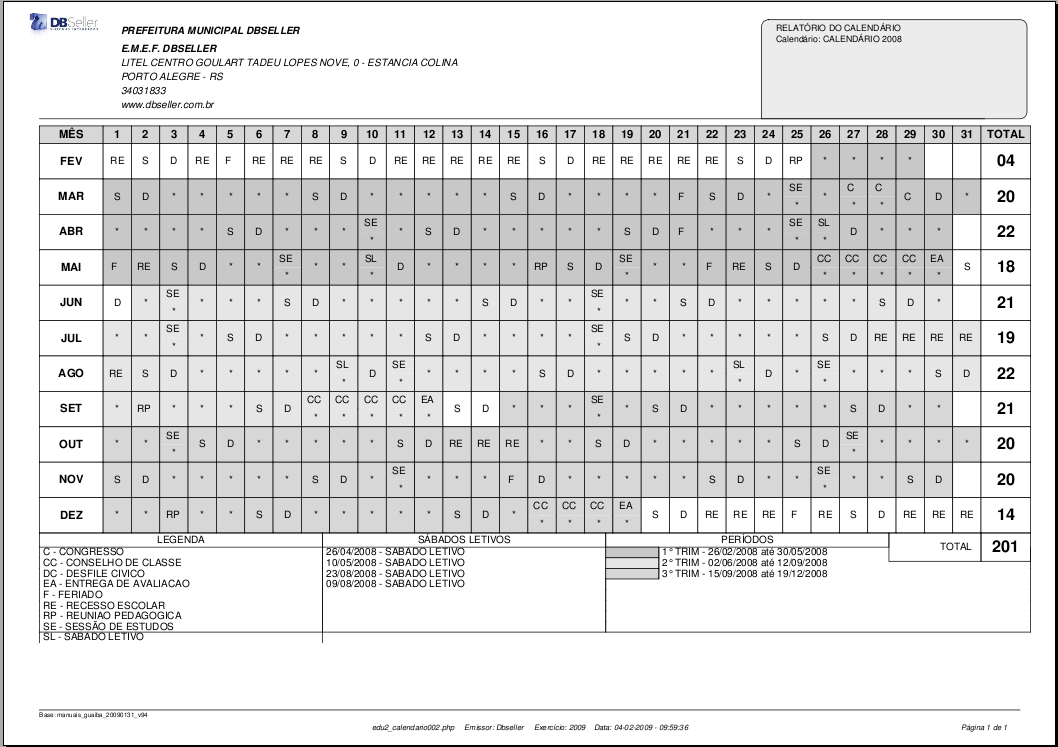 DBSeller
PREFEITURA MUNICIPAL DBSELLER
E.M.E.F. DBSELLER
LITEL CENTRO GOULART TADEU LOPES NOVE, 0 - ESTANCIA COLINA
PORTO ALEGRE - RS
34031833
www.dbseller.com.br
RELATÓRIO DO CALENDÁRIO
Calendário: CALENDÁRIO 2008
MÊS 1 2 3 4 5 6 7 8 9 10 11 12 13 14 15 16 17 18 19 20 21 22 23 24 25 26 27 28 29 30 31 TOTAL
FEV RE S D RE F RE RE RE S D RE RE RE RE RE S D RE RE RE RE RE S D RP * * * * 04
MAR S D * * * * * S D * * * * * S D * * * * F S D * SE * * C * C * C D * 20
ABR * * * * S D * * * SE * * S D * * * * * S D F * * * SE * SL * D * * * 22
MAI F RE S D * * SE * * * SL * D * * * * RP S D SE * * * F RE S D CC * CC * CC * CC * EA * S 18
JUN D * SE * * * * S D * * * * * S D * * SE * * * S D * * * * * S D * 21
JUL * * SE * * S D * * * * * S D * * * * SE * S D * * * * * S D RE RE RE RE 19
AGO RE S D * * * * * SL * D SE * * * * * S D * * * * * SL * D * SE * * * * S D 22
SET * RP * * * S D CC * CC * CC * CC * EA * S D * * * SE * * S D * * * * * S D * * 21
OUT * * SE * S D * * * * * S D RE RE RE * * S D * * * * * S D SE * * * * * 20
NOV S D * * * * * S D * SE * * * * F D * * * * * S D * * SE * * * S D 20
DEZ * * RP * * S D * * * * * S D * CC * CC * CC * EA * S D RE RE RE F RE S D RE RE RE 14
LEGENDA SÁBADOS LETIVOS PERÍODOS TOTAL 201
C - CONGRESSO 26/04/2008 - SABADO LETIVO 1° TRIM - 26/02/2008 até 30/05/2008
CC - CONSELHO DE CLASSE 10/05/2008 - SABADO LETIVO 2° TRIM - 02/06/2008 até 12/09/2008
DC - DESFILE CIVICO 23/08/2008 - SABADO LETIVO 3° TRIM - 15/09/2008 até 19/12/2008
EA - ENTREGA DE AVALIACAO 09/08/2008 - SABADO LETIVO
F - FERIADO
RE - RECESSO ESCOLAR
RP - REUNIAO PEDAGOGICA
SE - SESSÃO DE ESTUDOS
SL - SABADO LETIVO
Base: manuais_guaiba_20090131_v94
edu2_calendario002.php Emissor: Dbseller Exercício: 2009 Data: 04-02-2009 - 09:59:36 Página 1 de 1